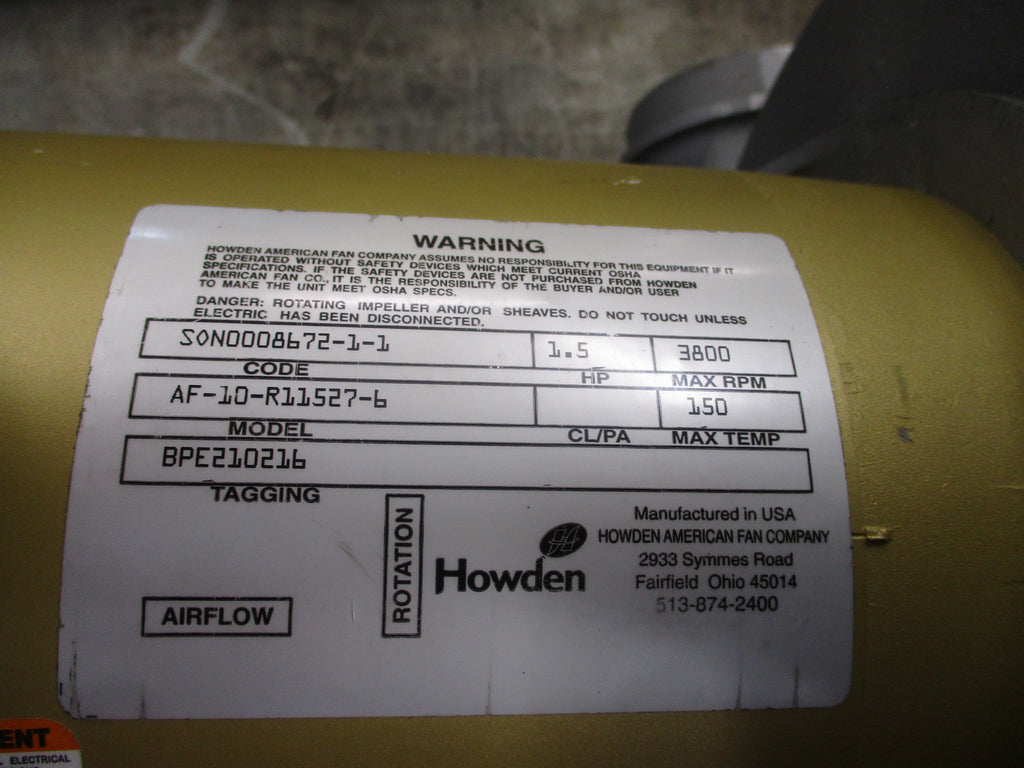 WARNING
HOWDEN AMERICAN FAN COMPANY ASSUMES NO RESPONSIBILITY FOR THIS EQUIPMENT IF IT
IS OPERATED WITHOUT SAFETY DEVICES WHICH MEET CURRENT OSHA
SPECIFICATIONS. IF THE SAFETY DEVICES ARE NOT PURCHASED FROM HOWDEN
AMERICAN FAN CO., IT IS THE RESPONSIBILITY OF THE BUYER AND/OR USER
TO MAKE THE UNIT MEET OSHA SPECS.
DANGER: ROTATING IMPELLER AND/OR SHEAVES. DO NOT TOUCH UNLESS
ELECTRIC HAS BEEN DISCONNECTED.
SON0008672-1-1 1.5 3800
CODE HP MAX RPM
AF-10-R11527-6 150
MODEL CL/PA MAX TEMP
BPE210216
TAGGING
ROTATION
AIRFLOW
Howden
Manufactured in USA
HOWDEN AMERICAN FAN COMPANY
2933 Symmes Road
Fairfield Ohio 45014
513-874-2400
ENT
ELECTRICAL